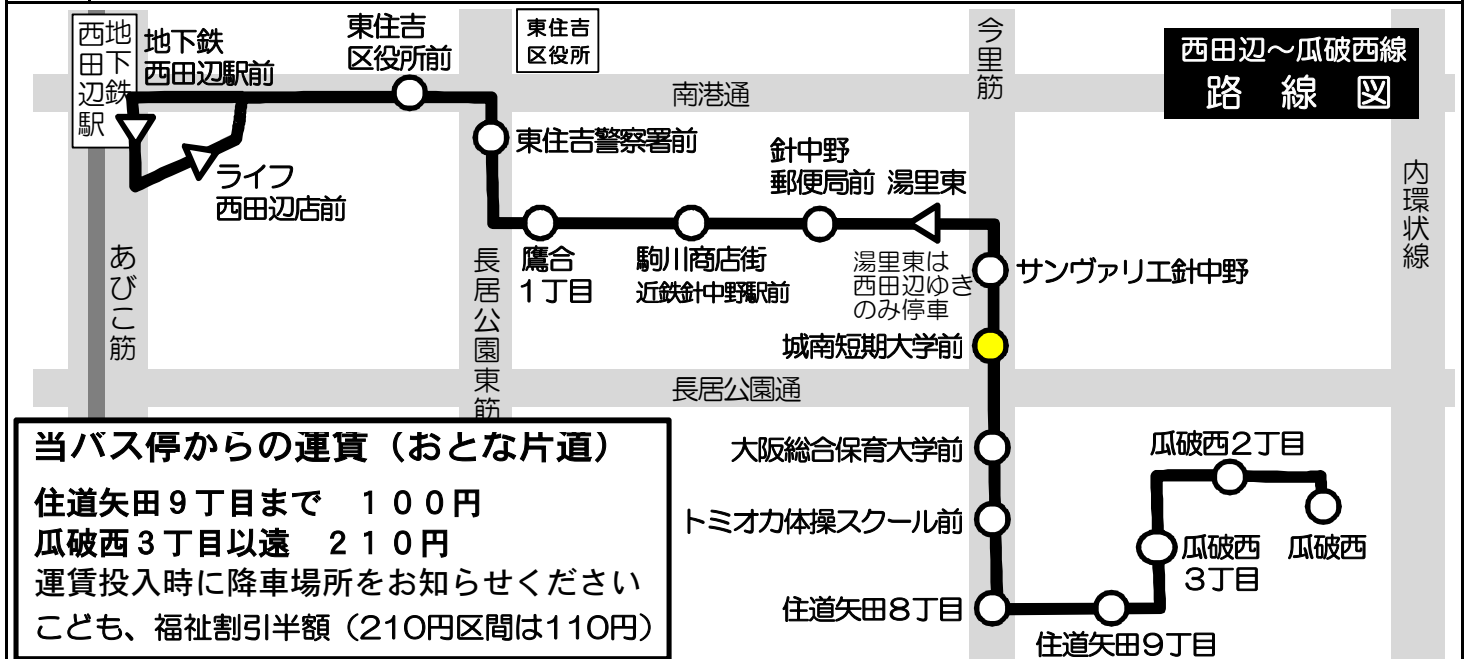 地下鉄
西田辺駅
地下鉄
西田辺駅前
東住吉
区役所前
東住吉
区役所
今里筋
西田辺～瓜破西線
路線図
南港通
東住吉警察署前
針中野
郵便局前
湯里東
ライフ
西田辺店前
内環状線
あびこ筋
長居公園東筋
鷹合
1丁目
駒川商店街
近鉄針中野駅前
湯里東は
西田辺ゆき
のみ停車
サンヴァリエ針中野
城南短期大学前
長居公園通
当バス停からの運賃（おとな片道）
住道矢田９丁目まで　１００円
瓜破西３丁目以遠　２１０円
運賃投入時に降車場所をお知らせください
こども、福祉割引半額（210円区間は110円）
大阪総合保育大学前
トミオカ体操スクール前
住道矢田8丁目
住道矢田9丁目
瓜破西2丁目
瓜破西
3丁目
瓜破西